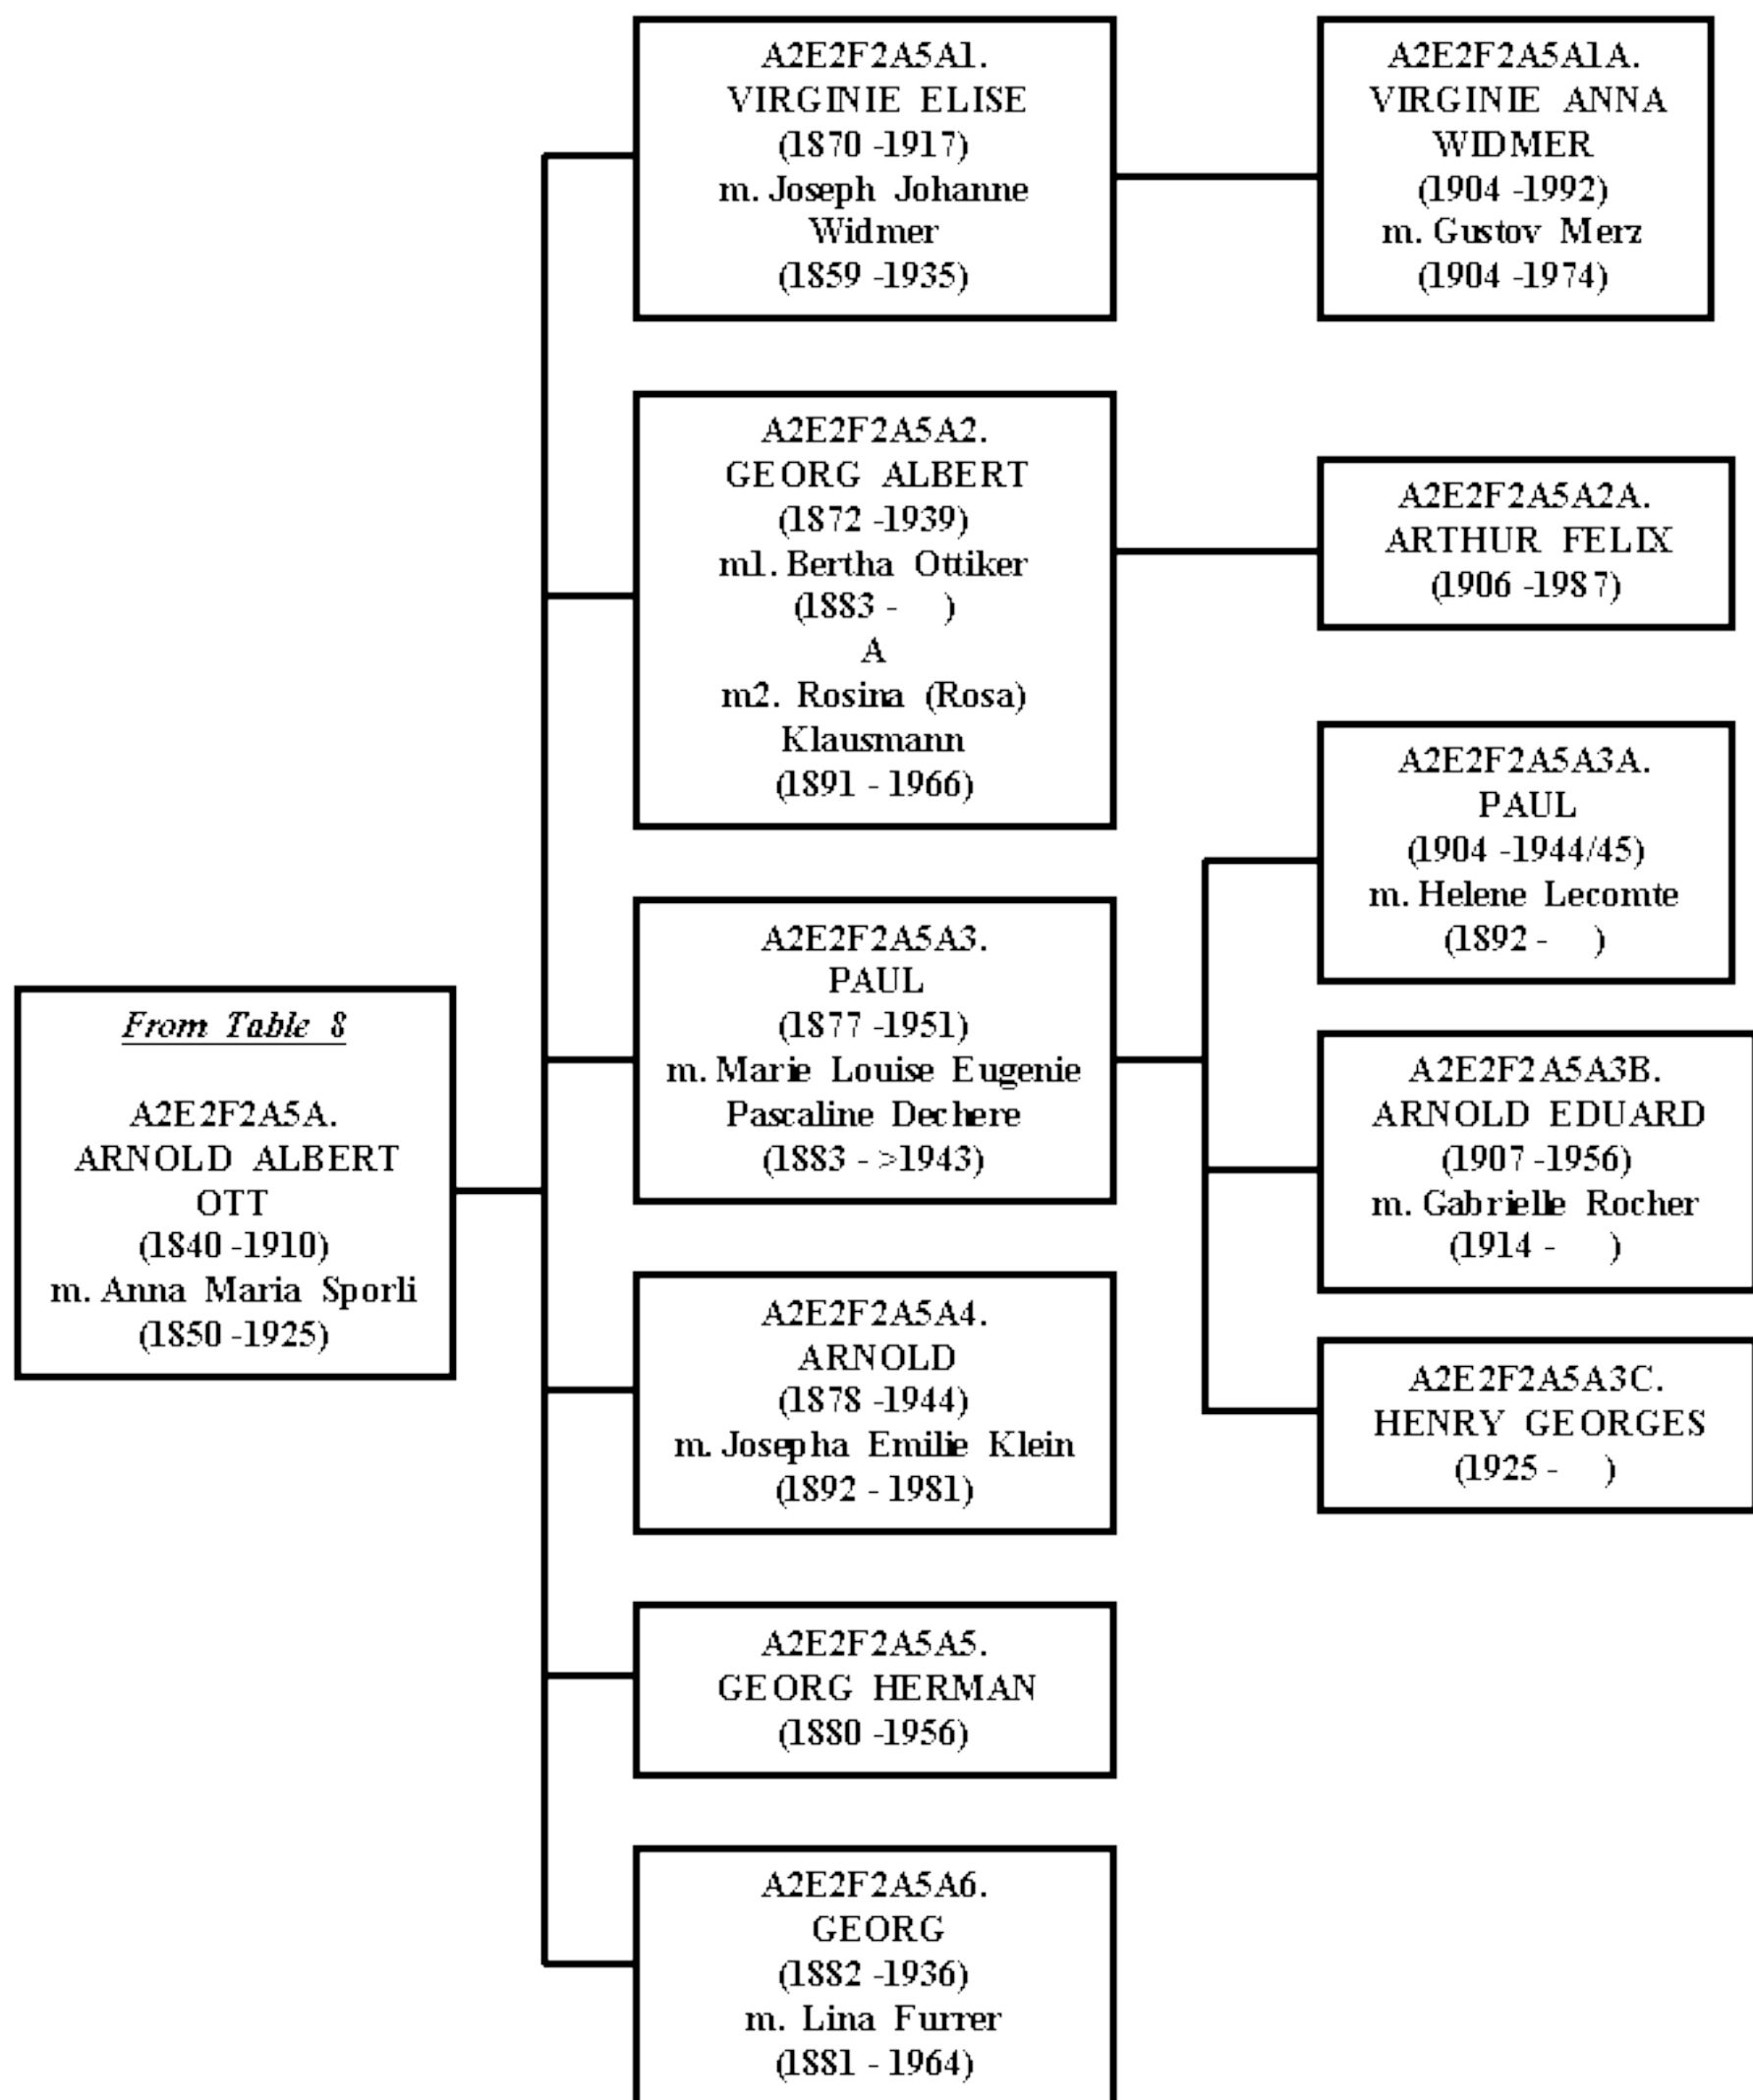 A2E2F2A5A1.
VIRGINIE ELISE
(1870 -1917)
m. Joseph Johanne
Widmer
(1859 -1935)
A2E2F2A5A1A.
VIRGINIE ANNA
WIDMER
(1904 -1992)
m. Gustov Merz
(1904 -1974)
A2E2F2A5A2.
GEORG ALBERT
(1872 -1939)
m1. Bertha Ottiker
(1883 - )
A
m2. Rosina (Rosa)
Klausmann
(1891 - 1966)
A2E2F2A5A2A.
ARTHUR FELIX
(1906 -1987)
A2E2F2A5A3A.
PAUL
(1904 -1944/45)
m. Helene Lecomte
(1892 - )
A2E2F2A5A3.
PAUL
(1877 -1951)
m. Marie Louise Eugenie
Pascaline Dechere
(1883 - >1943)
From Table 8
A2E2F2A5A.
ARNOLD ALBERT
OTT
(1840 -1910)
m. Anna Maria Sporli
(1850 -1925)
A2E2F2A5A3B.
ARNOLD EDUARD
(1907 -1956)
m. Gabrielle Rocher
(1914 - )
A2E2F2A5A4.
ARNOLD
(1878 -1944)
m. Josepha Emilie Klein
(1892 - 1981)
A2E2F2A5A3C.
HENRY GEORGES
(1925 - )
A2E2F2A5A5.
GEORG HERMAN
(1880 -1956)
A2E2F2A5A6.
GEORG
(1882 -1936)
m. Lina Furrer
(1881 - 1964)